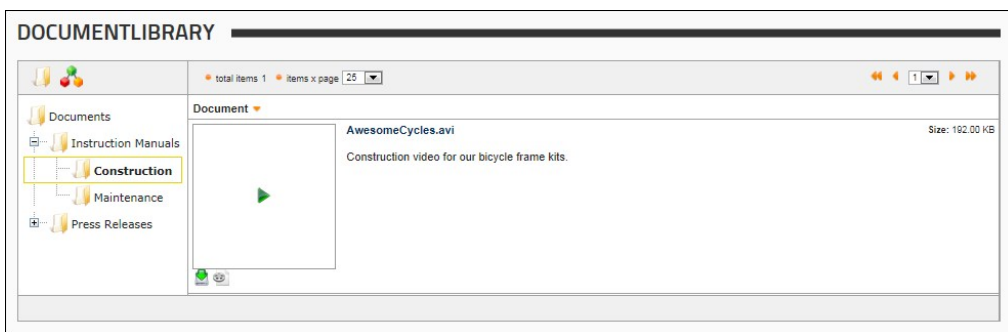 DOCUMENTLIBRARY
total items 1 items x page 25
1
Documents
Instruction Manuals
Construction
Maintenance
Press Releases
Document
AwesomeCycles.avi
Size: 192.00 KB
Construction video for our bicycle frame kits.